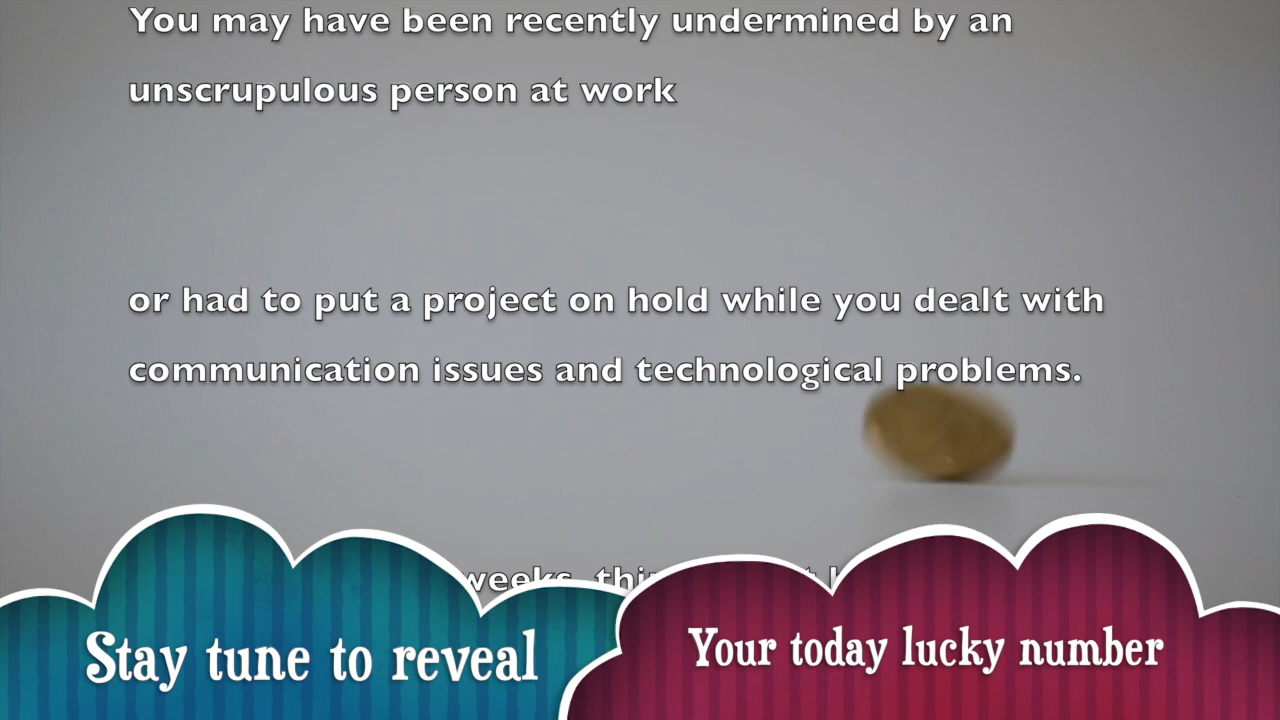 You may have been recently undermined by an
unscrupulous person at work
or had to put a project on hold while you dealt with
communication issues and technological problems.
weeks,
Stay tune to reveal
Your today lucky number